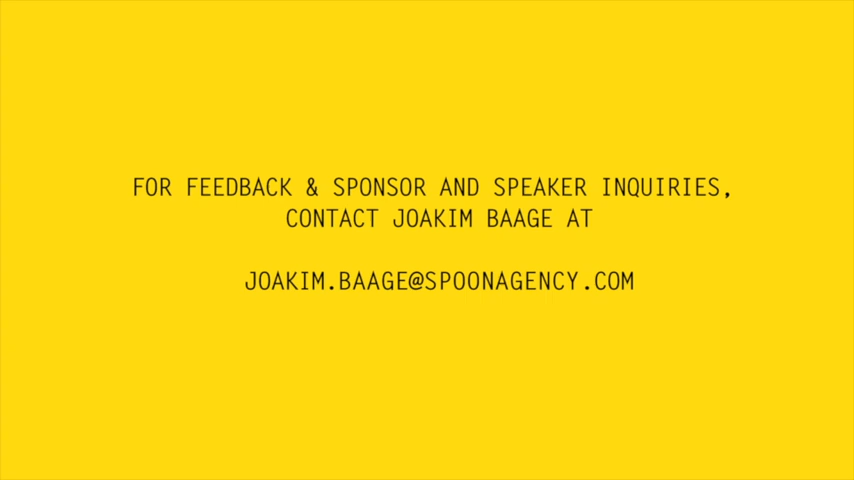 FOR FEEDBACK & SPONSOR AND SPEAKER INQUIRIES,
CONTACT JOAKIM BAAGE AT
JOAKIM.BAAGE@SPOONAGENCY.COM